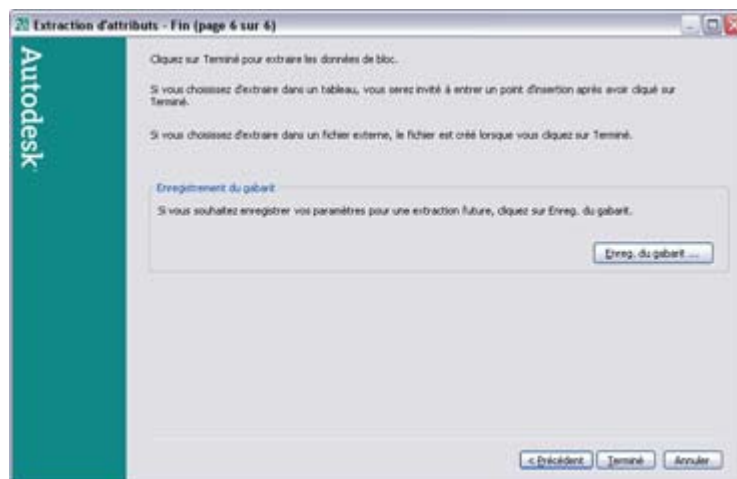 Extraction d'attributs - Fin (page 6 sur 6)
Autodesk
Cliquez sur Terminé pour extraire les données de bloc.
Si vous choisissez d'extraire dans un tableau, vous serez invité à entrer un point d'insertion après avoir cliqué sur
Terminé.
Si vous choisissez d'extraire dans un fichier externe, le fichier est créé lorsque vous cliquez sur Terminé.
Enregistrement du gabarit
Si vous souhaitez enregistrer vos paramètres pour une extraction future, cliquez sur Enreg. du gabarit.
Enreg. du gabarit ...
< Précédent Terminé Annuler